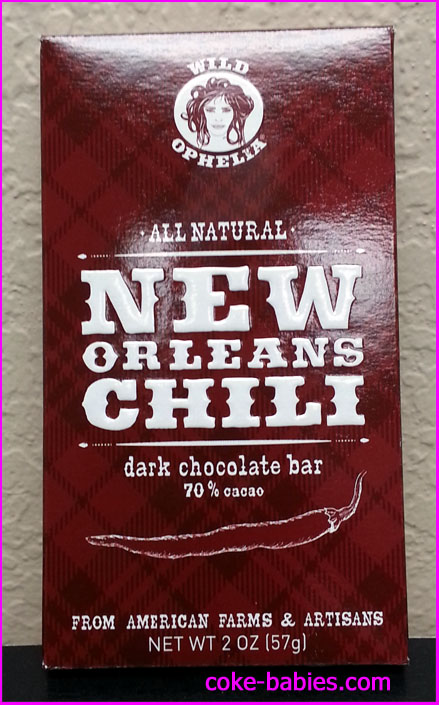 WILD
OPHELIA
ALL NATURAL
NEW
ORLEANS
CHILI
dark chocolate bar
70% cacao
FROM AMERICAN FARMS & ARTISANS
NET WT 2 OZ (57g)
coke-babies.com